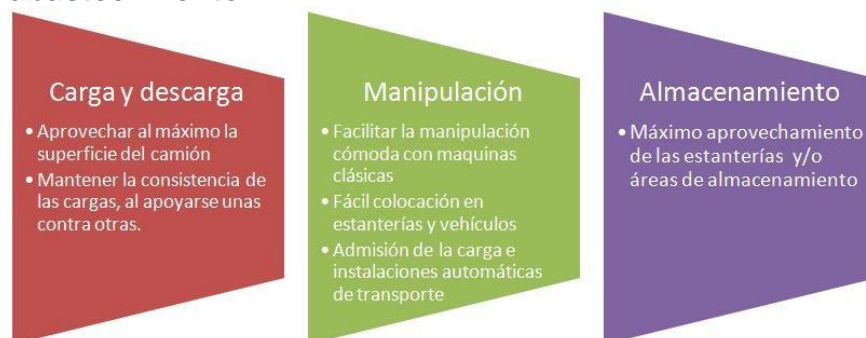 Carga y descarga
• Aprovechar al máximo la
superficie del camión
• Mantener la consistencia de
las cargas, al apoyarse unas
contra otras.
Manipulación
• Facilitar la manipulación
cómoda con maquinas
clásicas
• Fácil colocación en
estanterías y vehículos
• Admisión de la carga e
instalaciones automáticas
de transporte
Almacenamiento
• Máximo aprovechamiento
de las estanterías y/o
áreas de almacenamiento